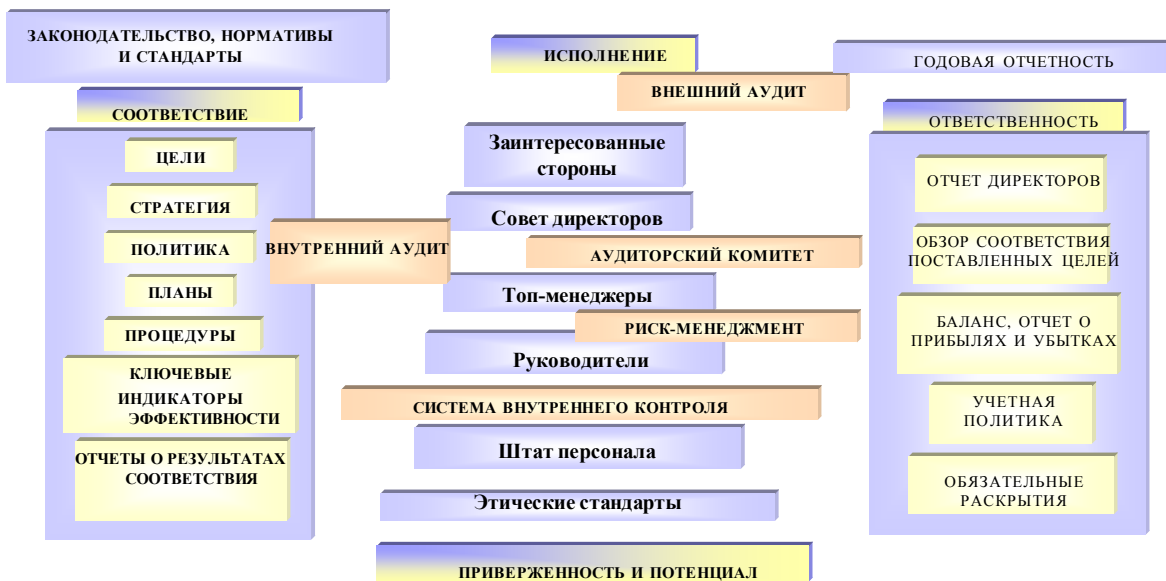 ЗАКОНОДАТЕЛЬСТВО, НОРМАТИВЫ
И СТАНДАРТЫ
СООТВЕТСТВИЕ
ЦЕЛИ
СТРАТЕГИЯ
ПОЛИТИКА
ПЛАНЫ
ПРОЦЕДУРЫ
КЛЮЧЕВЫЕ
ИНДИКАТОРЫ
ЭФФЕКТИВНОСТИ
ОТЧЕТЫ О РЕЗУЛЬТАТАХ
СООТВЕТСТВИЯ
ВНУТРЕННИЙ АУДИТ
ИСПОЛНЕНИЕ
ВНЕШНИЙ АУДИТ
Заинтересованные
стороны
Совет директоров
АУДИТОРСКИЙ КОМИТЕТ
Топ-менеджеры
РИСК-МЕНЕДЖМЕНТ
Руководители
СИСТЕМА ВНУТРЕННЕГО КОНТРОЛЯ
Штат персонала
Этические стандарты
ПРИВЕРЖЕННОСТЬ И ПОТЕНЦИАЛ
ГОДОВАЯ ОТЧЕТНОСТЬ
ОТВЕТСТВЕННОСТЬ
ОТЧЕТ ДИРЕКТОРОВ
ОБЗОР СООТВЕТСТВИЯ
ПОСТАВЛЕННЫХ ЦЕЛЕЙ
БАЛАНС, ОТЧЕТ О
ПРИБЫЛЯХ И УБЫТКАХ
УЧЕТНАЯ
ПОЛИТИКА
ОБЯЗАТЕЛЬНЫЕ
РАСКРЫТИЯ